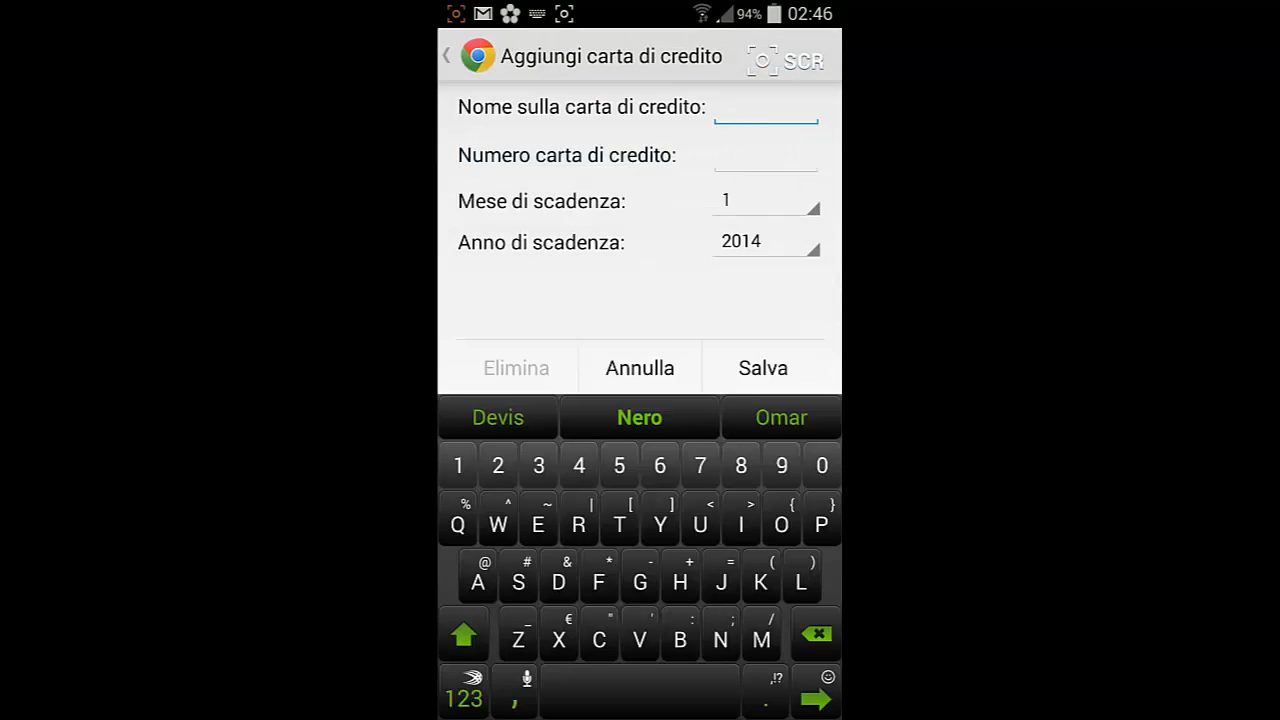 94% 02:46
Aggiungi carta di credito SCR
Nome sulla carta di credito:
Numero carta di credito:
Mese di scadenza: 1
Anno di scadenza: 2014
Elimina Annulla Salva
Devis Nero Omar
1 2 3 4 5 6 7 8 9 0
% ^ ~ | [ ] < > { }
Q W E R T Y U I O P
@ # & * - + = ( )
A S D F G H J K L
_ € " ' : ; /
Z X C V B N M
,!?
123 , .